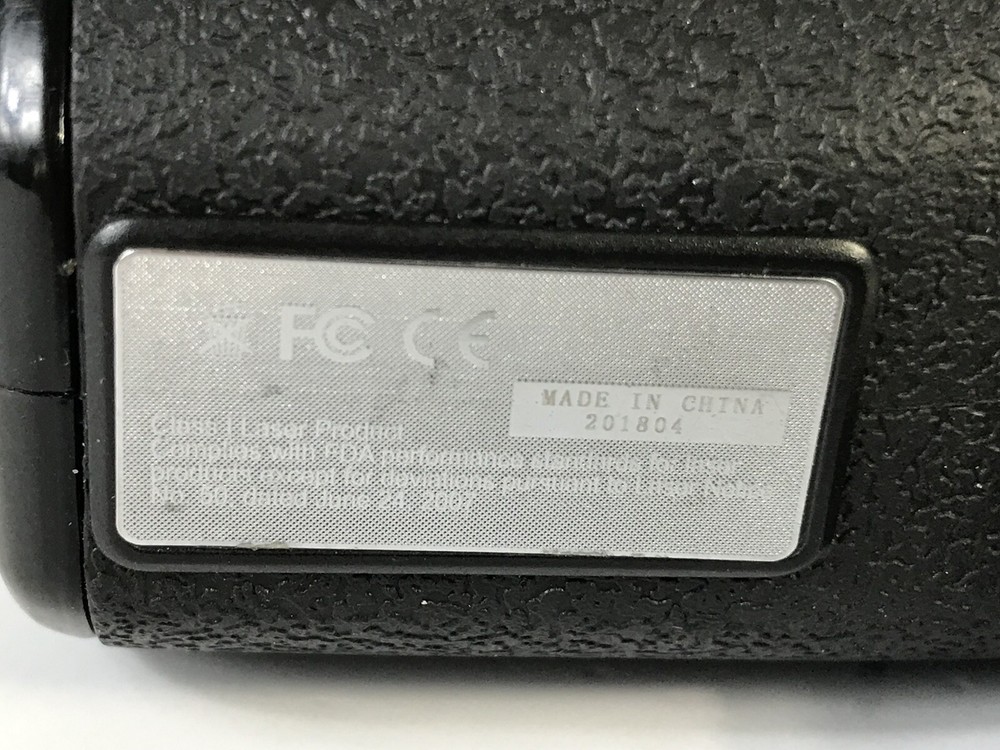 FC CE
MADE IN CHINA
201804
Class 1 Laser Product
Complies with FDA performance standards for laser
products except for deviations pursuant to Laser Notice
No. 50, dated June 24, 2007